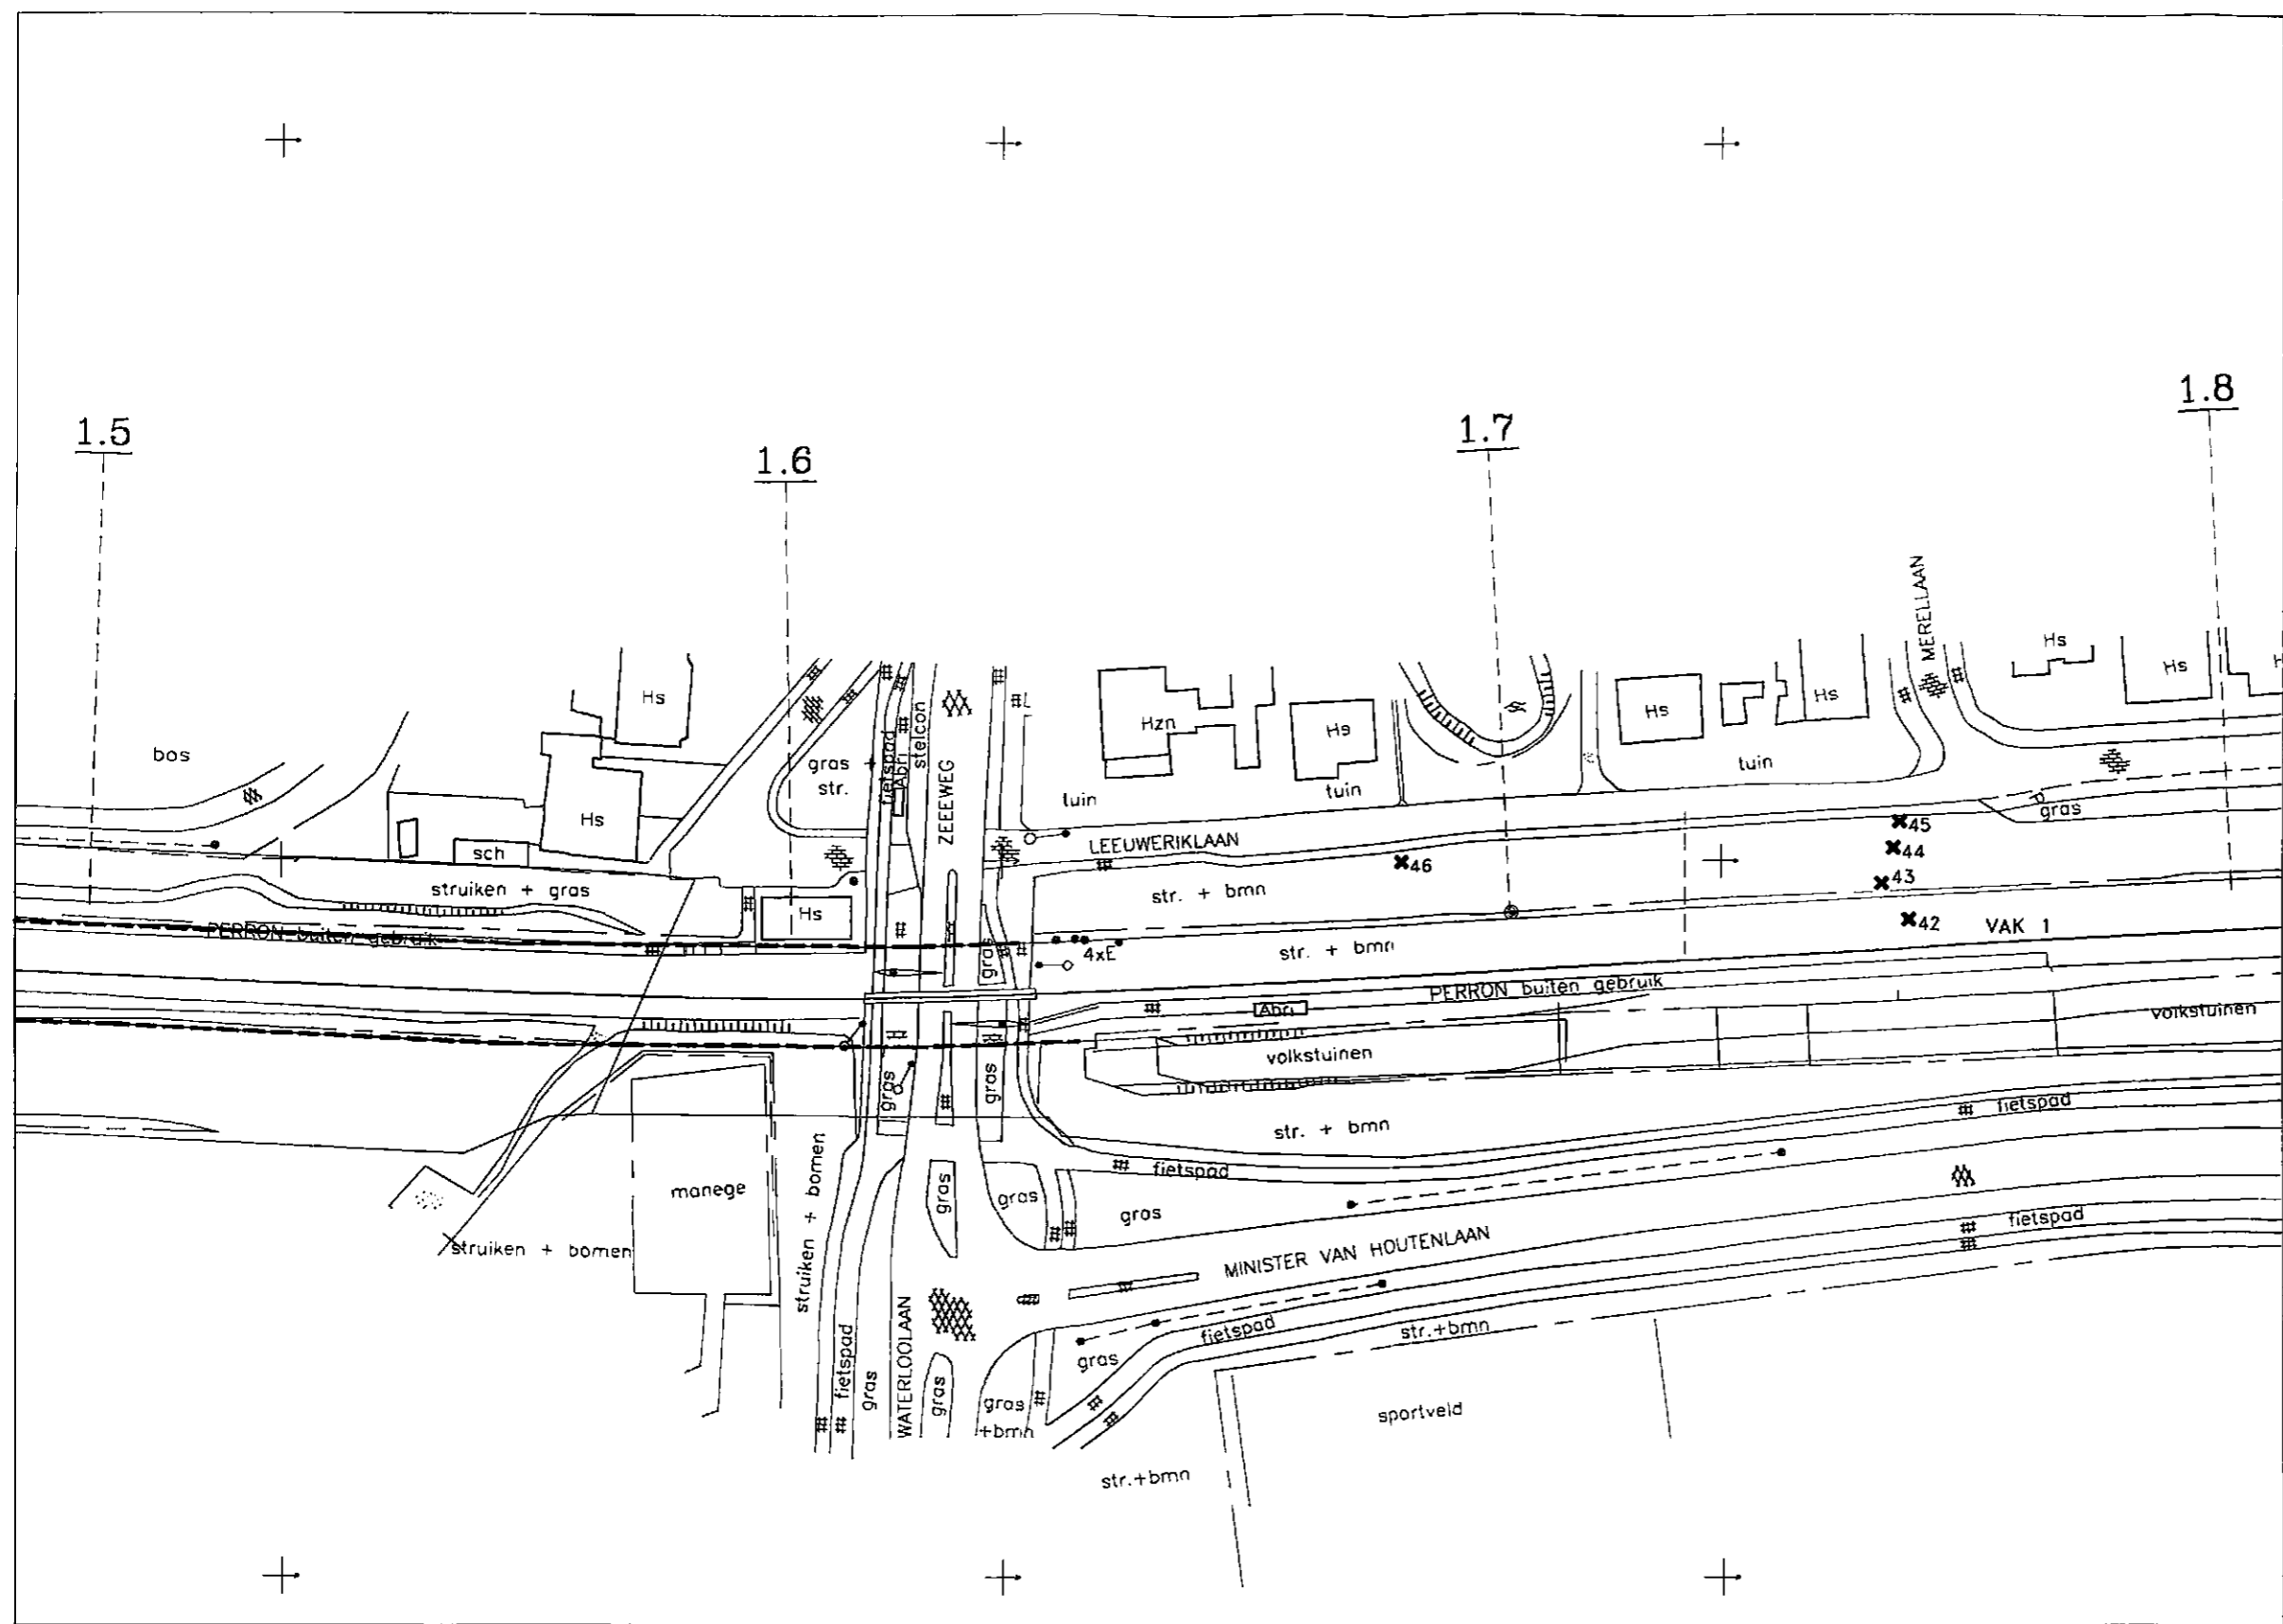 1.5
1.6
1.7
1.8
MERELLAAN
Hs
Hs
Hs
Hs
Hs
Hs
Hzn
Hs
bos
gras +
str.
fietspad
Abri
stelcon
ZEEEWEG
tuin
tuin
tuin
gras
Hs
sch
LEEUWERIKLAAN
45
44
43
42
46
VAK 1
struiken + gras
str. + bmn
Hs
PERRON buiten gebruik
gras
4xE
str. + bmn
PERRON buiten gebruik
Abri
volkstuinen
volkstuinen
gras
gras
str. + bmn
fietspad
manege
struiken + bomen
fietspad
gras
gras
gras
fietspad
struiken + bomen
MINISTER VAN HOUTENLAAN
fietspad
gras
WATERLOOLAAN
gras
gras
+bmn
gras
fietspad
str.+bmn
sportveld
str.+bmn